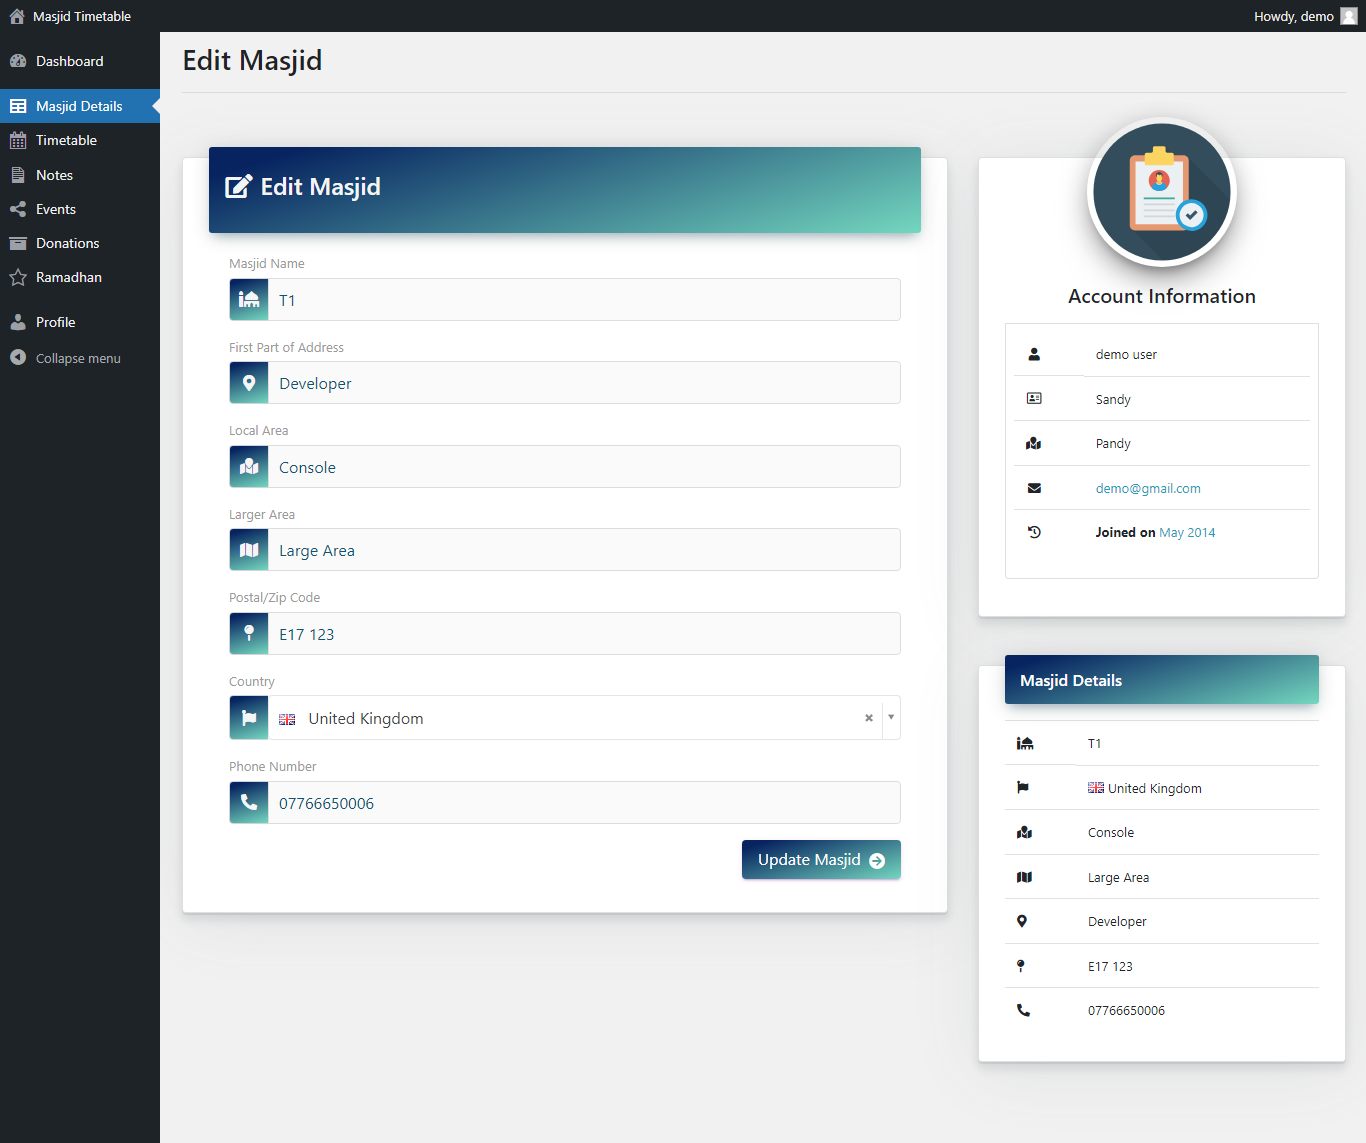 Masjid Timetable
Howdy, demo
Dashboard
Masjid Details
Timetable
Notes
Events
Donations
Ramadhan
Profile
Collapse menu
Edit Masjid
Edit Masjid
Masjid Name
T1
First Part of Address
Developer
Local Area
Console
Larger Area
Large Area
Postal/Zip Code
E17 123
Country
United Kingdom
Phone Number
07766650006
Update Masjid
Account Information
demo user
Sandy
Pandy
demo@gmail.com
Joined on May 2014
Masjid Details
T1
United Kingdom
Console
Large Area
Developer
E17 123
07766650006